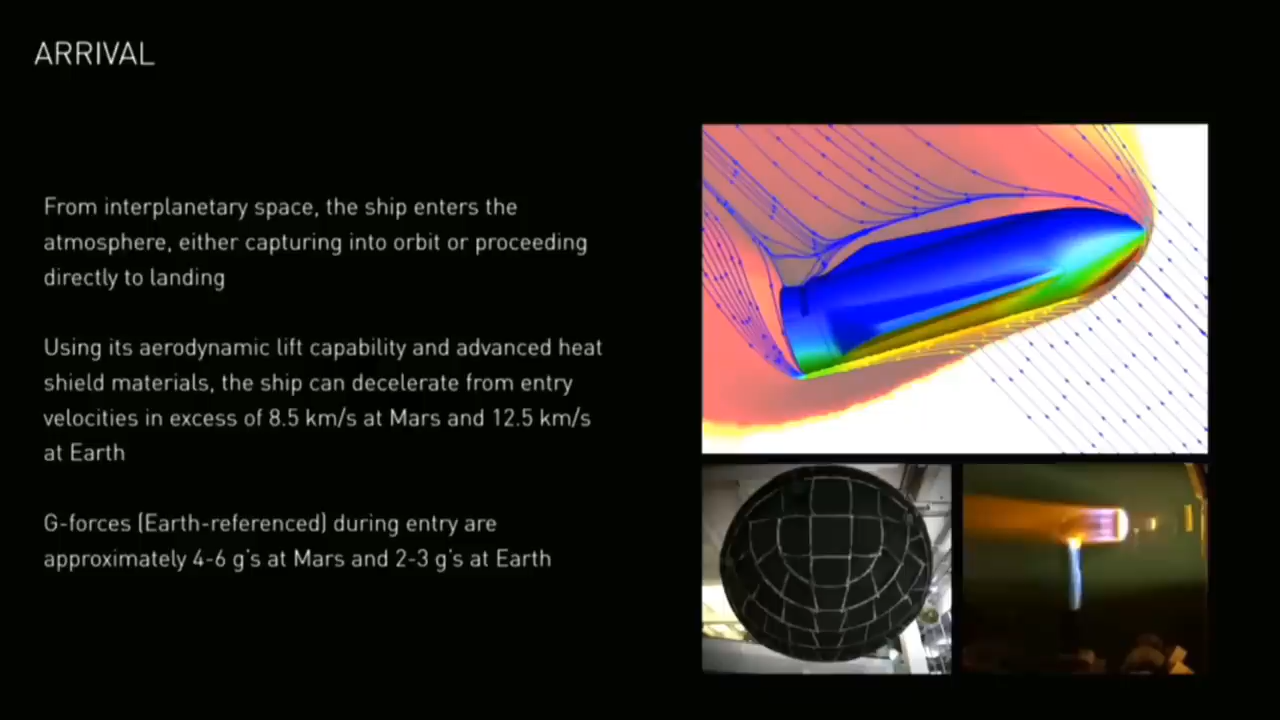 ARRIVAL
From interplanetary space, the ship enters the
atmosphere, either capturing into orbit or proceeding
directly to landing
Using its aerodynamic lift capability and advanced heat
shield materials, the ship can decelerate from entry
velocities in excess of 8.5 km/s at Mars and 12.5 km/s
at Earth
G-forces (Earth-referenced) during entry are
approximately 4-6 g's at Mars and 2-3 g's at Earth